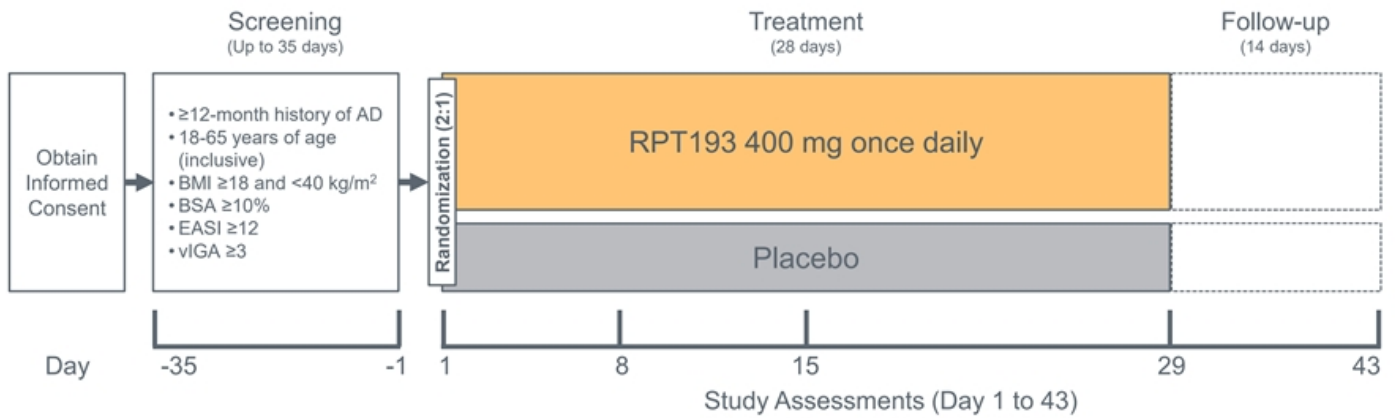 Screening
(Up to 35 days)
Treatment
(28 days)
Follow-up
(14 days)
Obtain
Informed
Consent
• ≥12-month history of AD
• 18-65 years of age
(inclusive)
• BMI ≥18 and <40 kg/m²
• BSA ≥10%
• EASI ≥12
• vIGA ≥3
Randomization (2:1)
RPT193 400 mg once daily
Placebo
Day
-35
-1
1
8
15
29
43
Study Assessments (Day 1 to 43)